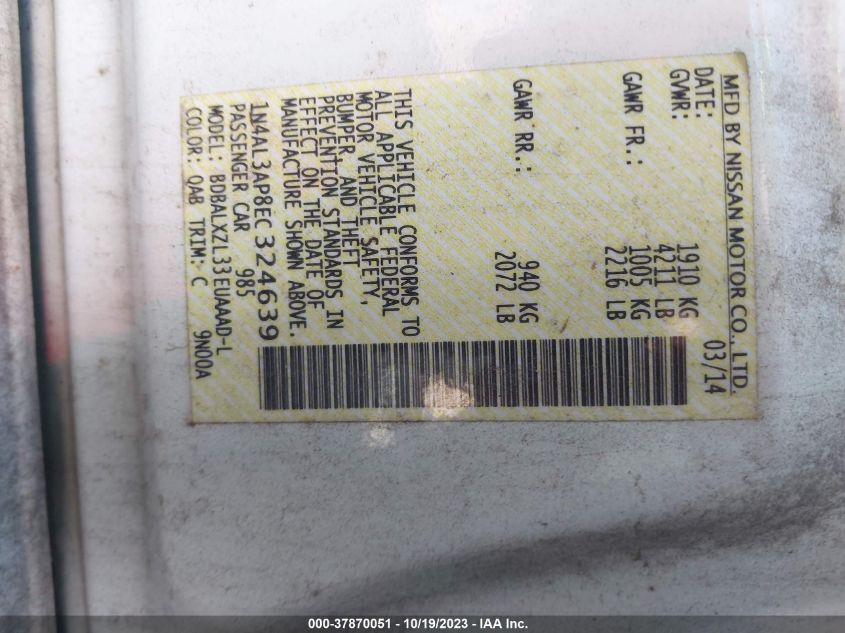 MFD BY NISSAN MOTOR CO., LTD.
DATE: 03/14
GVWR: 1910 KG
4211 LB
GAWR FR.: 1005 KG
2216 LB
GAWR RR.: 940 KG
2072 LB
THIS VEHICLE CONFORMS TO
ALL APPLICABLE FEDERAL
MOTOR VEHICLE SAFETY,
BUMPER, AND THEFT
PREVENTION STANDARDS IN
EFFECT ON THE DATE OF
MANUFACTURE SHOWN ABOVE.
1N4AL3AP8EC324639
PASSENGER CAR 985
MODEL: BDBALXZL33EUAAAD-L
COLOR: QAB TRIM: C 9N00A
000-37870051 - 10/19/2023 - IAA Inc.